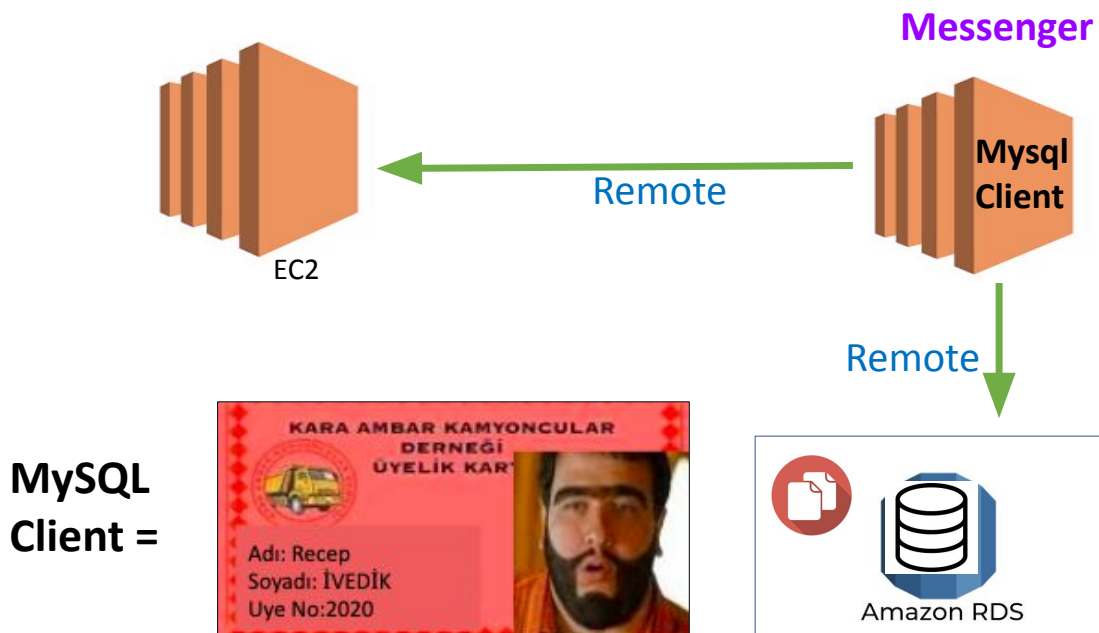 Messenger
Mysql
Client
Remote
EC2
Remote
MySQL
Client =
KARA AMBAR KAMYONCULAR
DERNEĞİ
ÜYELİK KART
Adı: Recep
Soyadı: İVEDİK
Uye No:2020
Amazon RDS